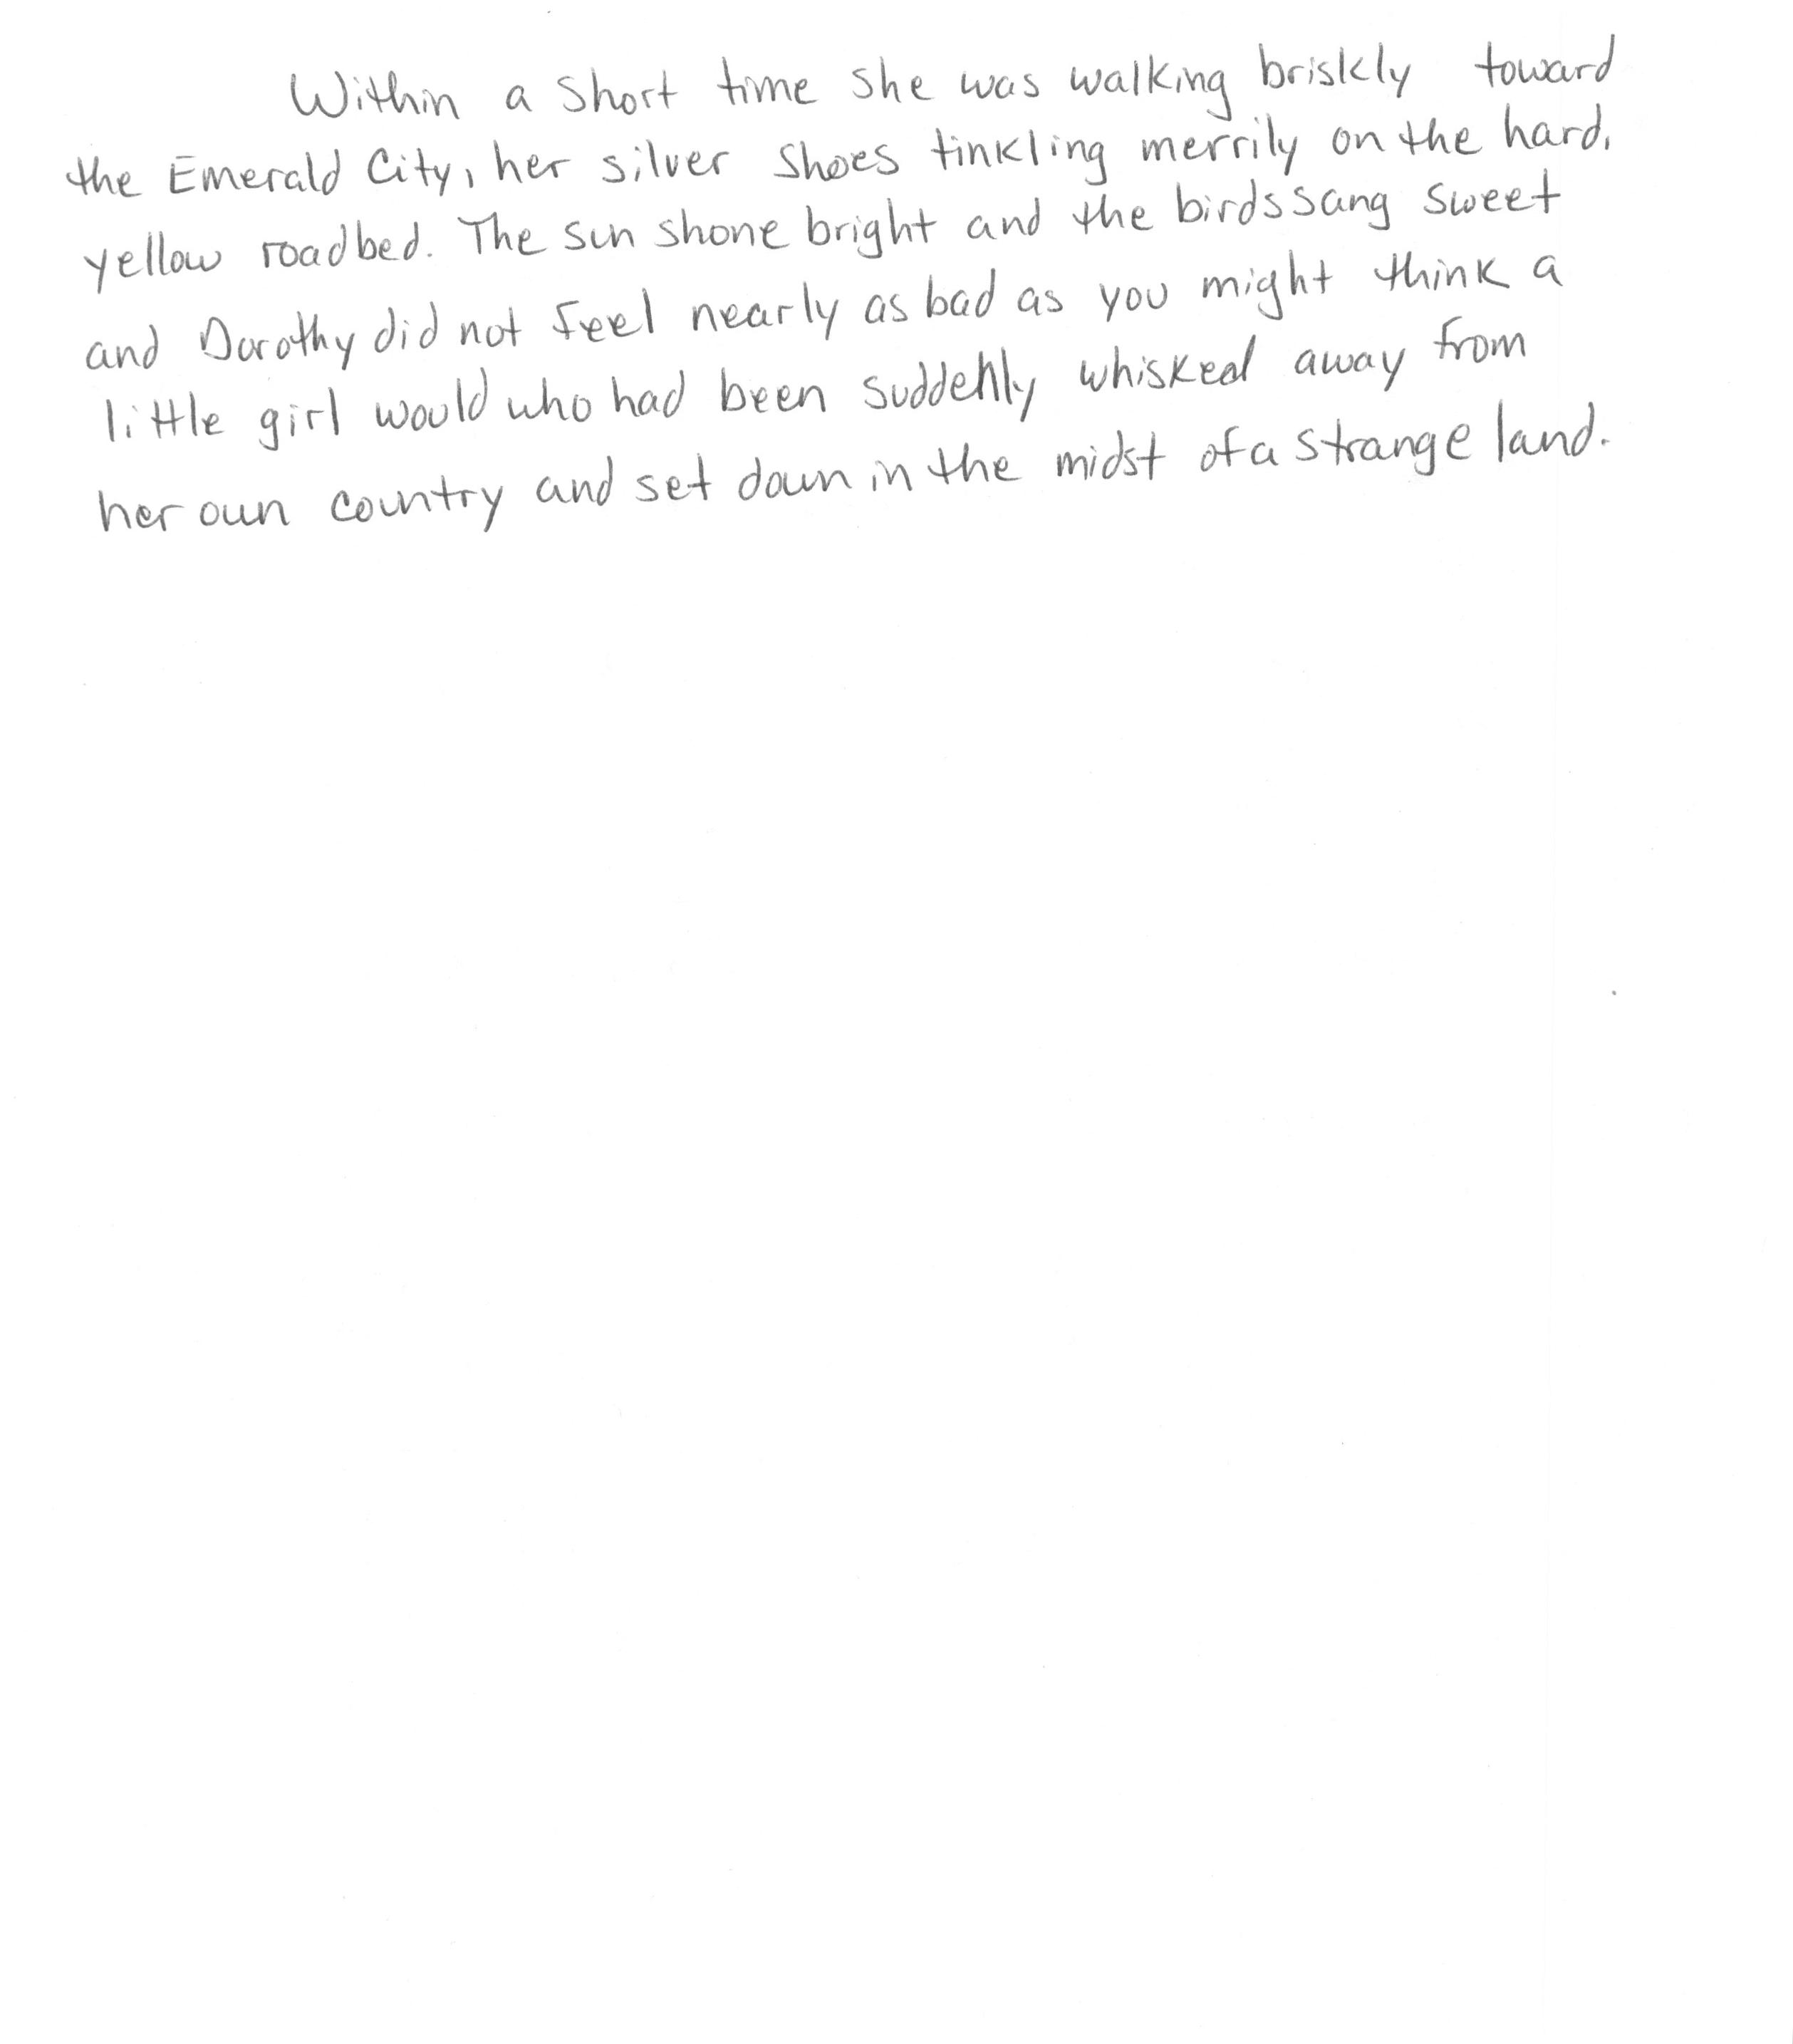 Within a short time she was walking briskly toward
the Emerald City, her silver shoes tinkling merrily on the hard,
yellow roadbed. The sun shone bright and the birds sang sweet
and Dorothy did not feel nearly as bad as you might think a
little girl would who had been suddenly whisked away from
her own country and set down in the midst of a strange land.